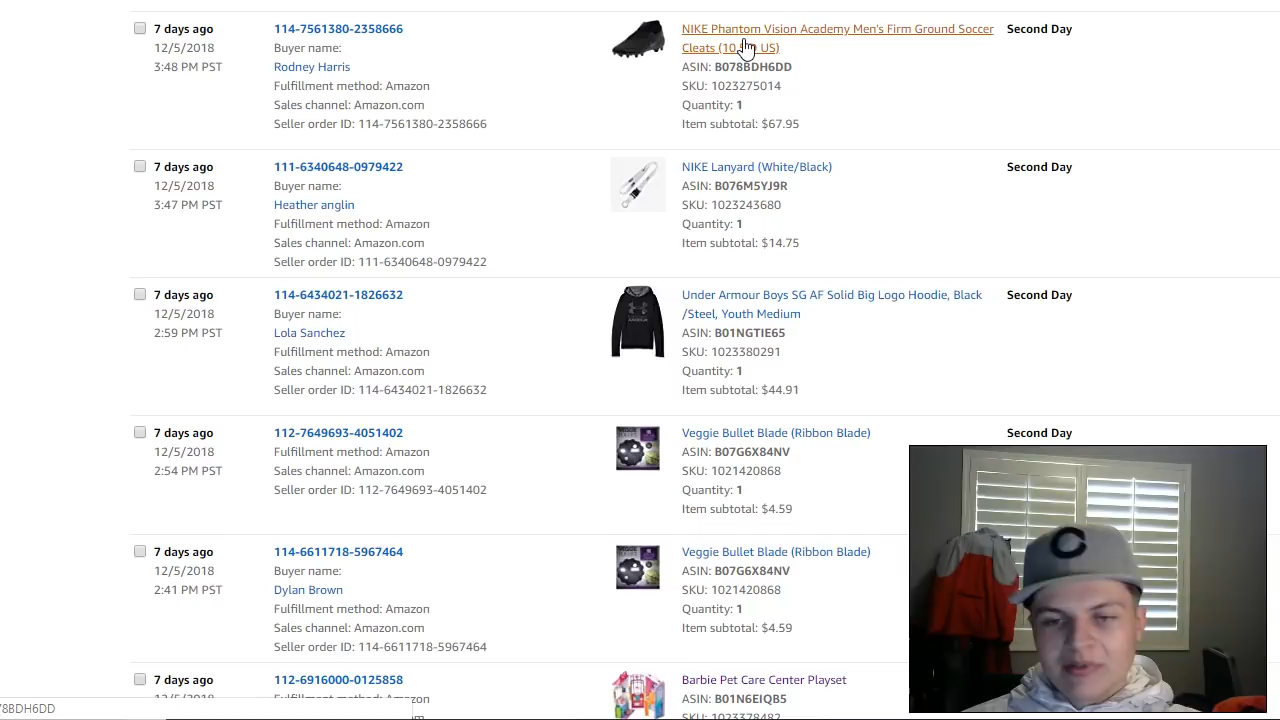 7 days ago
12/5/2018
3:48 PM PST
114-7561380-2358666
Buyer name:
Rodney Harris
Fulfillment method: Amazon
Sales channel: Amazon.com
Seller order ID: 114-7561380-2358666
NIKE Phantom Vision Academy Men's Firm Ground Soccer
Cleats (10. US)
ASIN: B078BDH6DD
SKU: 1023275014
Quantity: 1
Item subtotal: $67.95
Second Day
7 days ago
12/5/2018
3:47 PM PST
111-6340648-0979422
Buyer name:
Heather anglin
Fulfillment method: Amazon
Sales channel: Amazon.com
Seller order ID: 111-6340648-0979422
NIKE Lanyard (White/Black)
ASIN: B076M5YJ9R
SKU: 1023243680
Quantity: 1
Item subtotal: $14.75
Second Day
7 days ago
12/5/2018
2:59 PM PST
114-6434021-1826632
Buyer name:
Lola Sanchez
Fulfillment method: Amazon
Sales channel: Amazon.com
Seller order ID: 114-6434021-1826632
Under Armour Boys SG AF Solid Big Logo Hoodie, Black
/Steel, Youth Medium
ASIN: B01NGTIE65
SKU: 1023380291
Quantity: 1
Item subtotal: $44.91
Second Day
7 days ago
12/5/2018
2:54 PM PST
112-7649693-4051402
Fulfillment method: Amazon
Sales channel: Amazon.com
Seller order ID: 112-7649693-4051402
Veggie Bullet Blade (Ribbon Blade)
ASIN: B07G6X84NV
SKU: 1021420868
Quantity: 1
Item subtotal: $4.59
Second Day
7 days ago
12/5/2018
2:41 PM PST
114-6611718-5967464
Buyer name:
Dylan Brown
Fulfillment method: Amazon
Sales channel: Amazon.com
Seller order ID: 114-6611718-5967464
Veggie Bullet Blade (Ribbon Blade)
ASIN: B07G6X84NV
SKU: 1021420868
Quantity: 1
Item subtotal: $4.59
7 days ago
12/5/2018
112-6916000-0125858
Fulfillment method: Amazon
Barbie Pet Care Center Playset
ASIN: B01N6EIQB5
SKU: 1023378482
78BDH6DD
C